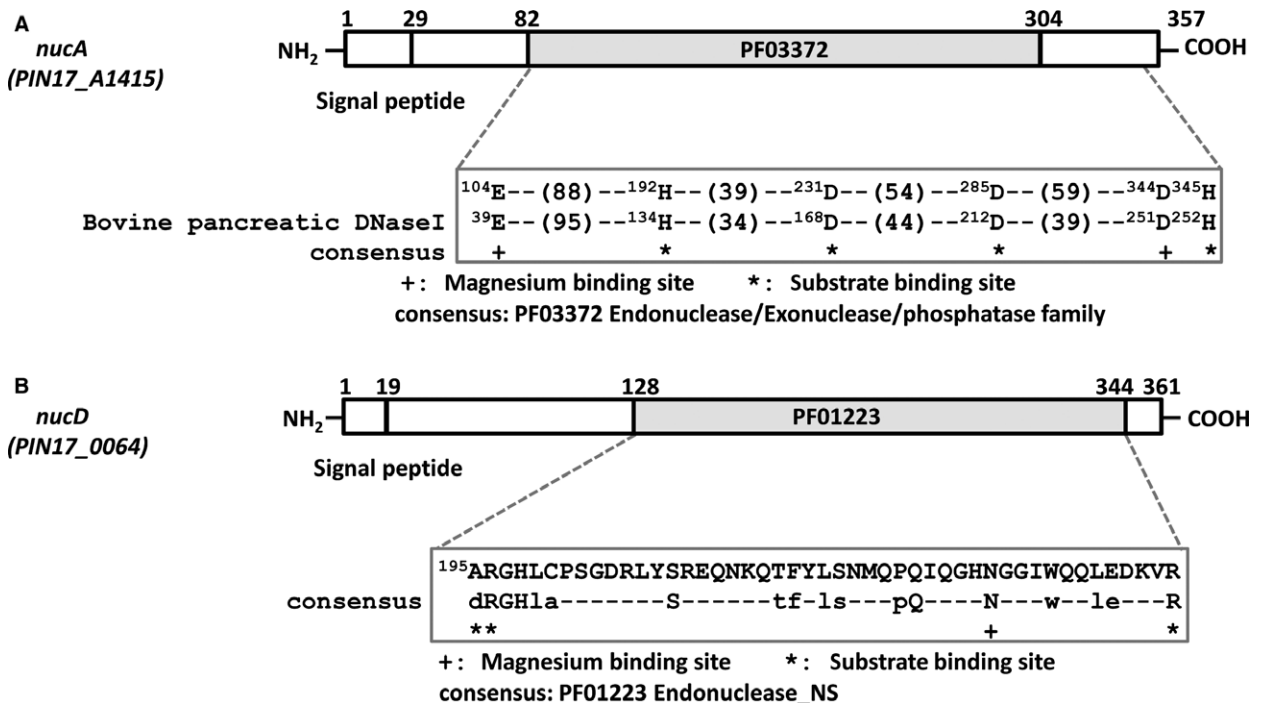 A
nucA
(PIN17_A1415)
1 29 82 304 357
NH2 PF03372 COOH
Signal peptide
104E--(88)--192H--(39)--231D--(54)--285D--(59)--344D345H
Bovine pancreatic DNaseI 39E--(95)--134H--(34)--168D--(44)--212D--(39)--251D252H
consensus + * * * + *
+: Magnesium binding site *: Substrate binding site
consensus: PF03372 Endonuclease/Exonuclease/phosphatase family
B
nucD
(PIN17_0064)
1 19 128 344 361
NH2 PF01223 COOH
Signal peptide
195ARGHLCPSGDRLYSREQNKQTFYLSNMQPQIQGHNGGIWQQLEDKVR
consensus dRGHla-------S------tf-ls---pQ----N---w--le---R
** + *
+: Magnesium binding site *: Substrate binding site
consensus: PF01223 Endonuclease_NS